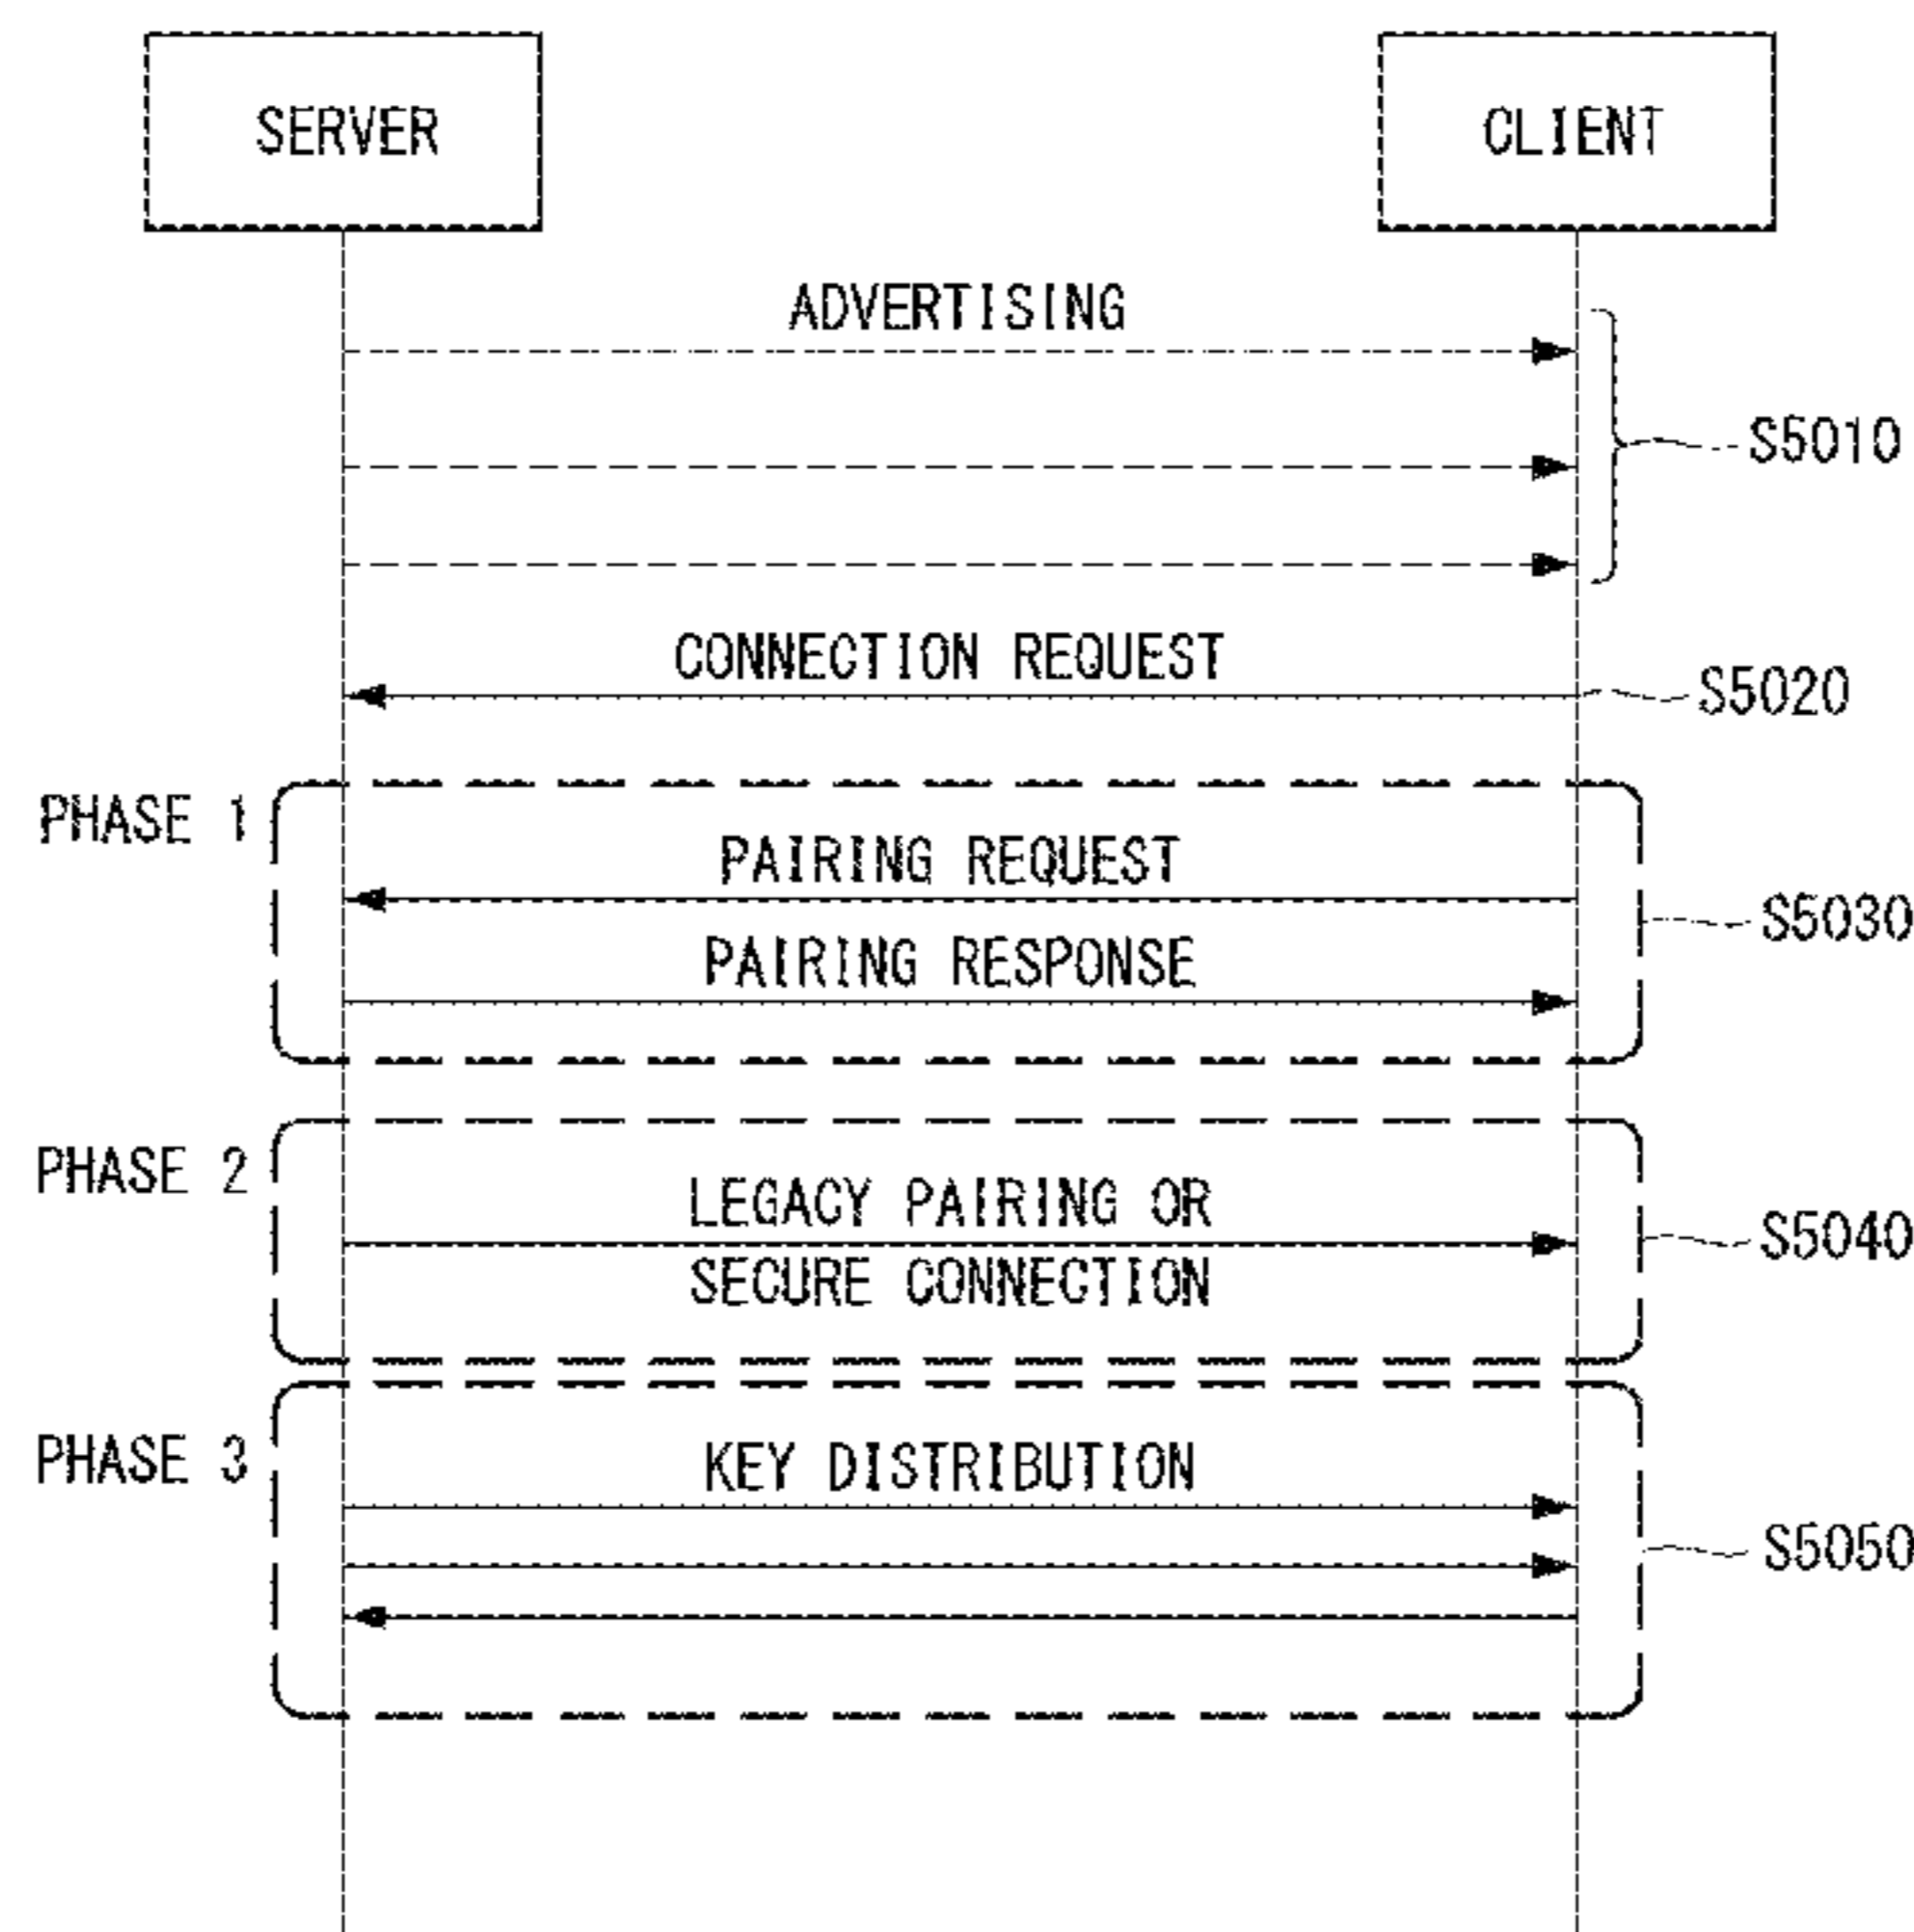 SERVER
CLIENT
ADVERTISING
S5010
CONNECTION REQUEST
S5020
PHASE 1
PAIRING REQUEST
S5030
PAIRING RESPONSE
PHASE 2
LEGACY PAIRING OR
S5040
SECURE CONNECTION
PHASE 3
KEY DISTRIBUTION
S5050